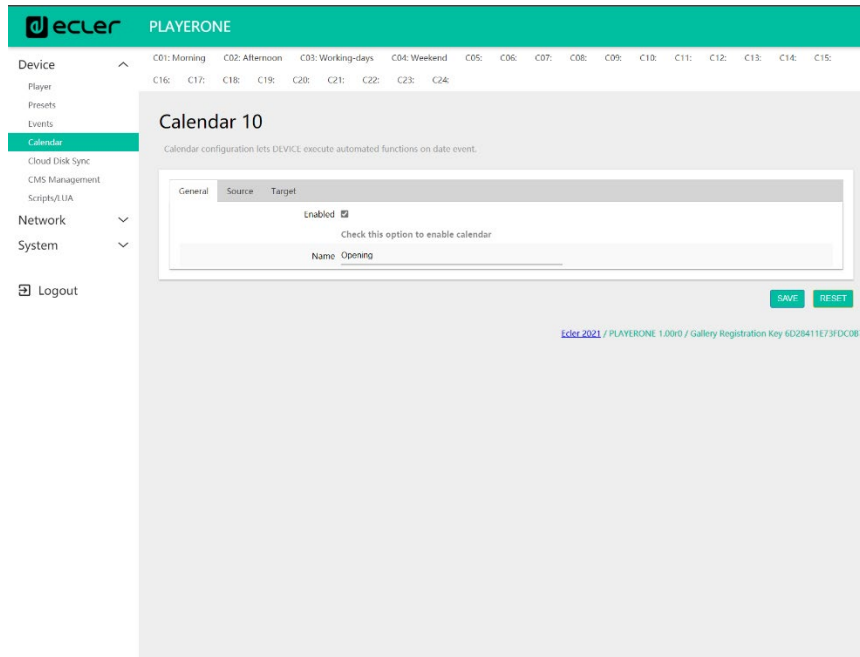 ecler PLAYERONE
Device
Player
Presets
Events
Calendar
Cloud Disk Sync
CMS Management
Scripts/LUA
Network
System
Logout
C01: Morning C02: Afternoon C03: Working-days C04: Weekend C05: C06: C07: C08: C09: C10: C11: C12: C13: C14: C15:
C16: C17: C18: C19: C20: C21: C22: C23: C24:
Calendar 10
Calendar configuration lets DEVICE execute automated functions on date event.
General Source Target
Enabled
Check this option to enable calendar
Name Opening
SAVE RESET
Ecler 2021 / PLAYERONE 1.00r0 / Gallery Registration Key 6D28411E73FDC0B